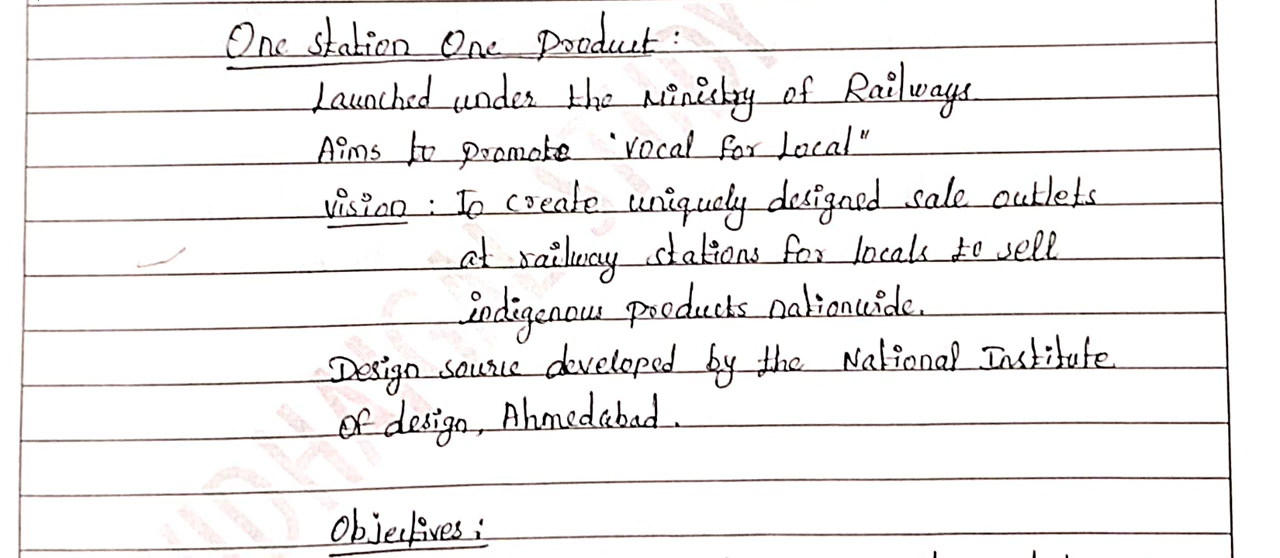 One Station One Product :
Launched under the Ministry of Railways
Aims to promote "Vocal for Local"
Vision : To create uniquely designed sale outlets
at railway stations for locals to sell
indigenous products nationwide.
Design source developed by the National Institute
of design, Ahmedabad.
Objectives :